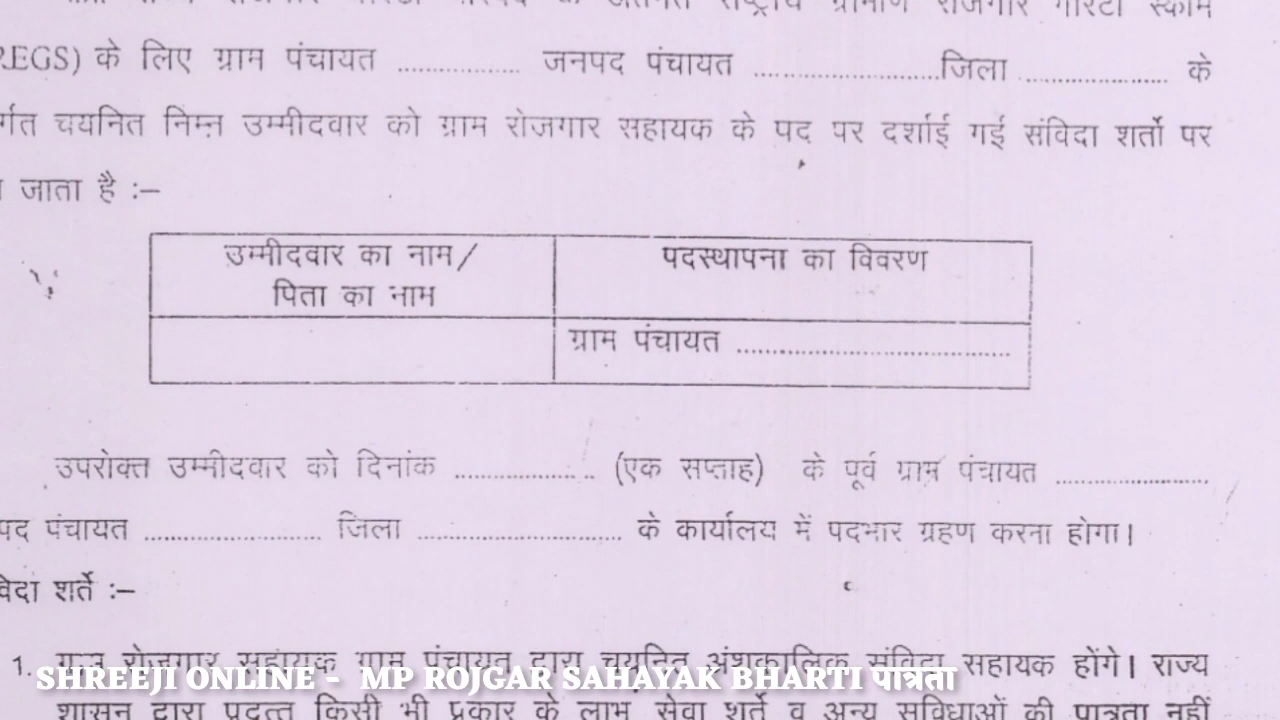 राष्ट्रीय ग्रामीण रोजगार गारंटी स्कीम
REGS) के लिए ग्राम पंचायत .................. जनपद पंचायत ...........................जिला ...................... के
र्गत चयनित निम्न उम्मीदवार को ग्राम रोजगार सहायक के पद पर दर्शाई गई संविदा शर्तो पर
जाता है :–
उम्मीदवार का नाम/
पिता का नाम
पदस्थापना का विवरण
ग्राम पंचायत ........................................
उपरोक्त उम्मीदवार को दिनांक ..................... (एक सप्ताह) के पूर्व ग्राम पंचायत ......................
पद पंचायत .......................... जिला .............................. के कार्यालय में पदभार ग्रहण करना होगा।
विदा शर्ते :–
1. ग्राम रोजगार सहायक ग्राम पंचायत द्वारा चयनित अंशकालिक संविदा सहायक होंगे। राज्य
SHREEJI ONLINE - MP ROJGAR SAHAYAK BHARTI पात्रता
शासन द्वारा प्रदत्त किसी भी प्रकार के लाभ, सेवा शर्ते व अन्य सुविधाओं की पात्रता नहीं